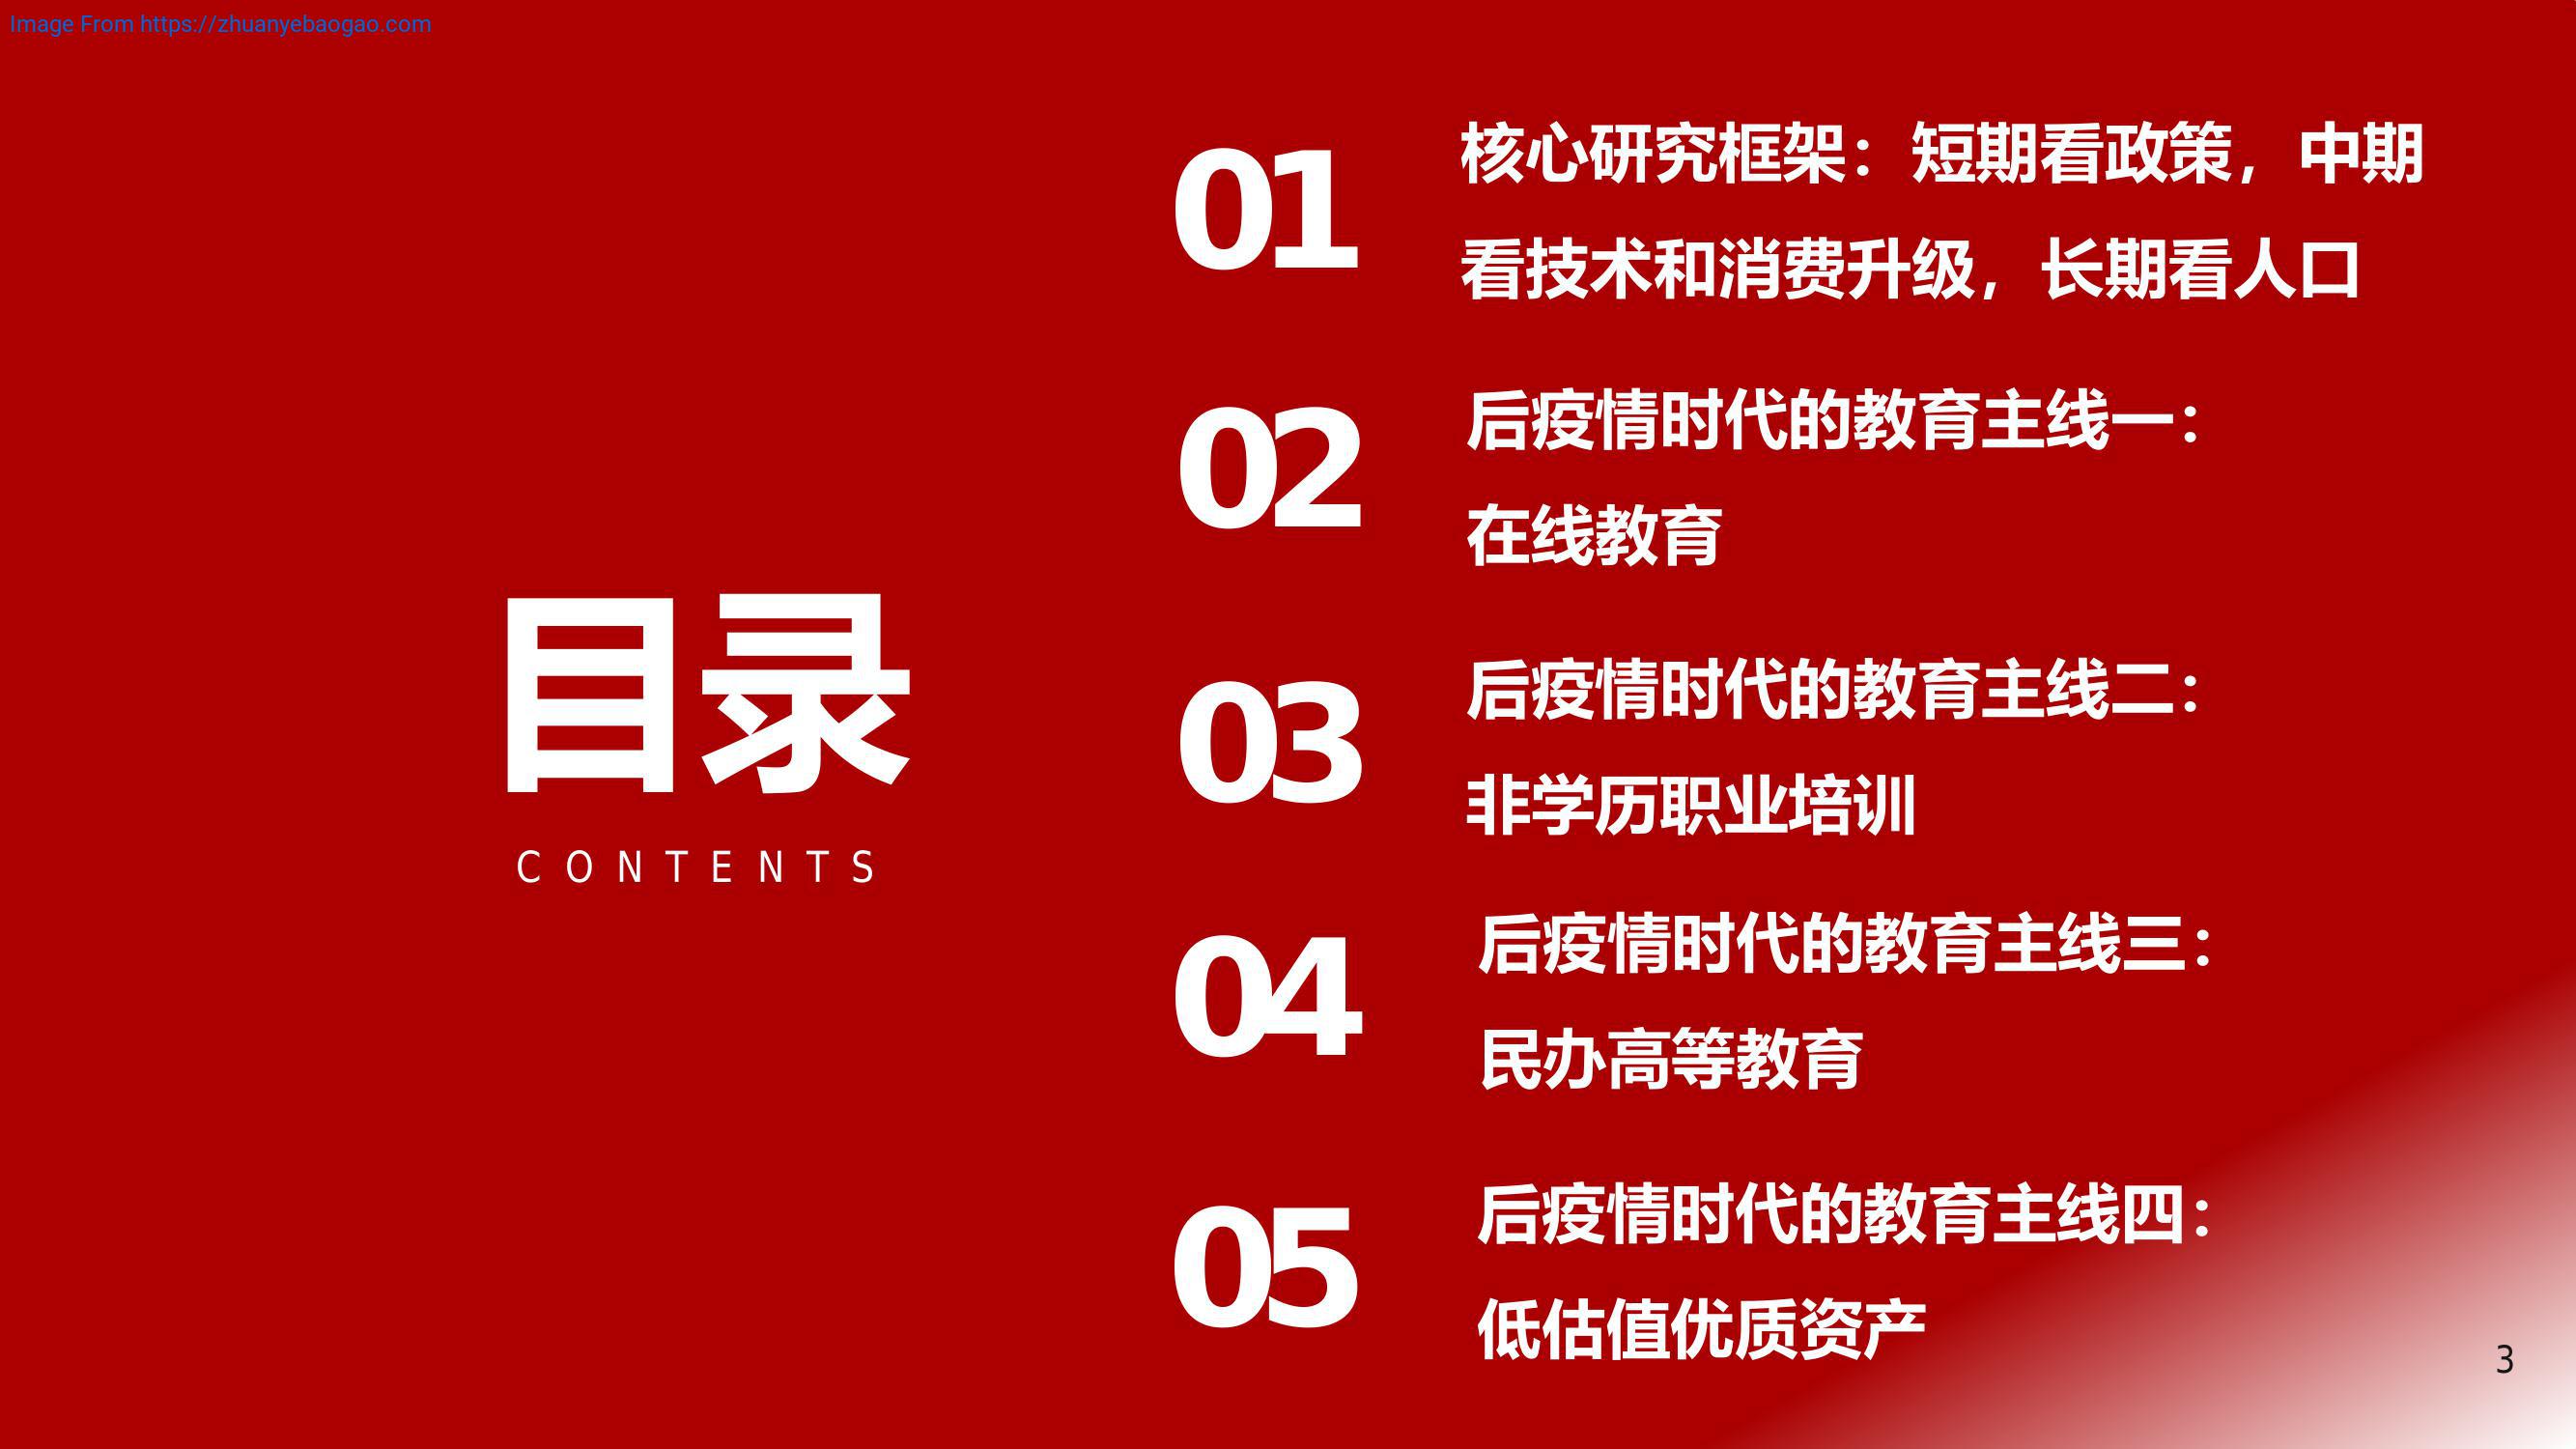 Image From https://zhuanyebaogao.com
目录
CONTENTS
01
核心研究框架：短期看政策，中期
看技术和消费升级，长期看人口
02
后疫情时代的教育主线一：
在线教育
03
后疫情时代的教育主线二：
非学历职业培训
04
后疫情时代的教育主线三：
民办高等教育
05
后疫情时代的教育主线四：
低估值优质资产
3